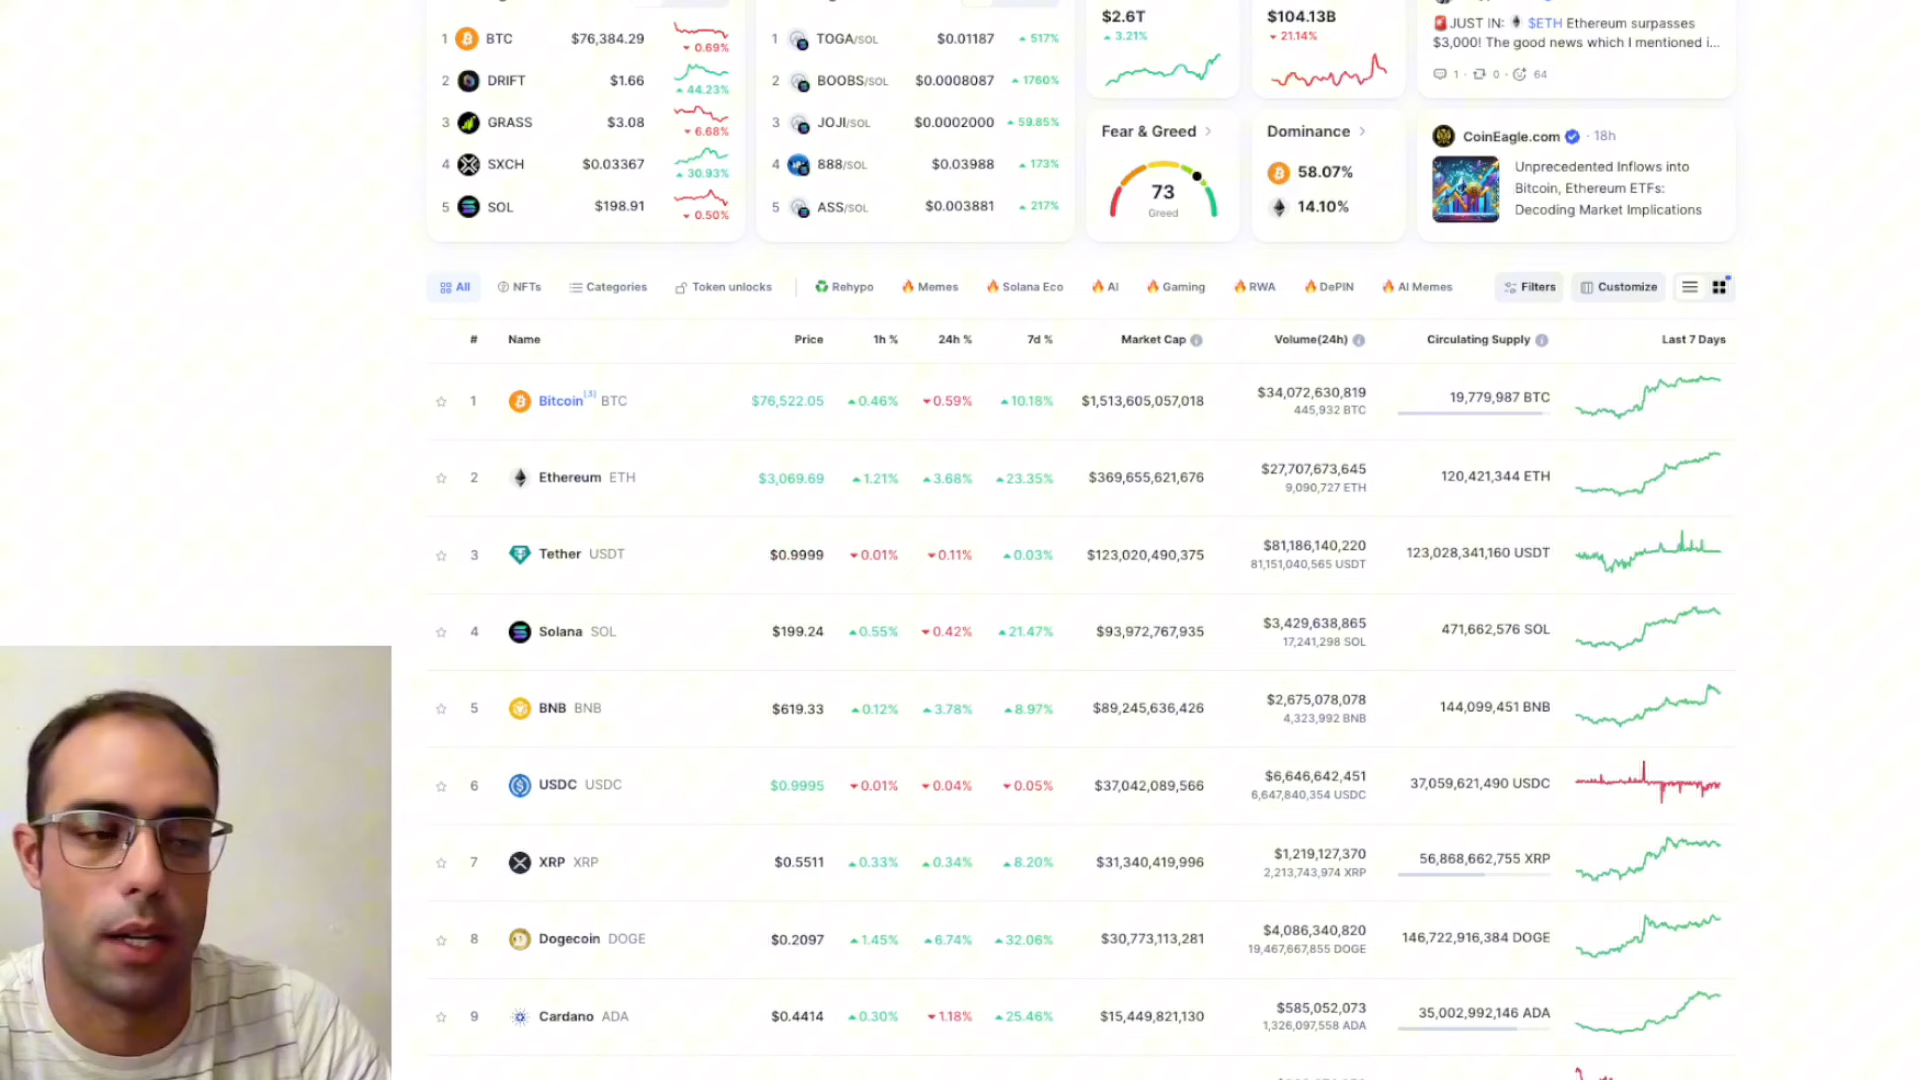 1 BTC $76,384.29 0.69%
2 DRIFT $1.66 44.23%
3 GRASS $3.08 6.68%
4 SXCH $0.03367 30.93%
5 SOL $198.91 0.50%
1 TOGA/SOL $0.01187 517%
2 BOOBS/SOL $0.0008087 1760%
3 JOJI/SOL $0.0002000 59.85%
4 888/SOL $0.03988 173%
5 ASS/SOL $0.003881 217%
$2.6T
3.21%
$104.13B
21.14%
Fear & Greed
73
Greed
Dominance
58.07%
14.10%
JUST IN: $ETH Ethereum surpasses
$3,000! The good news which I mentioned i...
1 · 0 · 64
CoinEagle.com · 18h
Unprecedented Inflows into
Bitcoin, Ethereum ETFs:
Decoding Market Implications
All NFTs Categories Token unlocks Rehypo Memes Solana Eco AI Gaming RWA DePIN AI Memes Filters Customize
# Name Price 1h % 24h % 7d % Market Cap Volume(24h) Circulating Supply Last 7 Days
1 Bitcoin[3] BTC $76,522.05 0.46% 0.59% 10.18% $1,513,605,057,018 $34,072,630,819 19,779,987 BTC
445,932 BTC
2 Ethereum ETH $3,069.69 1.21% 3.68% 23.35% $369,655,621,676 $27,707,673,645 120,421,344 ETH
9,090,727 ETH
3 Tether USDT $0.9999 0.01% 0.11% 0.03% $123,020,490,375 $81,186,140,220 123,028,341,160 USDT
81,151,040,565 USDT
4 Solana SOL $199.24 0.55% 0.42% 21.47% $93,972,767,935 $3,429,638,865 471,662,576 SOL
17,241,298 SOL
5 BNB BNB $619.33 0.12% 3.78% 8.97% $89,245,636,426 $2,675,078,078 144,099,451 BNB
4,323,992 BNB
6 USDC USDC $0.9995 0.01% 0.04% 0.05% $37,042,089,566 $6,646,642,451 37,059,621,490 USDC
6,647,840,354 USDC
7 XRP XRP $0.5511 0.33% 0.34% 8.20% $31,340,419,996 $1,219,127,370 56,868,662,755 XRP
2,213,743,974 XRP
8 Dogecoin DOGE $0.2097 1.45% 6.74% 32.06% $30,773,113,281 $4,086,340,820 146,722,916,384 DOGE
19,467,667,855 DOGE
9 Cardano ADA $0.4414 0.30% 1.18% 25.46% $15,449,821,130 $585,052,073 35,002,992,146 ADA
1,326,097,558 ADA